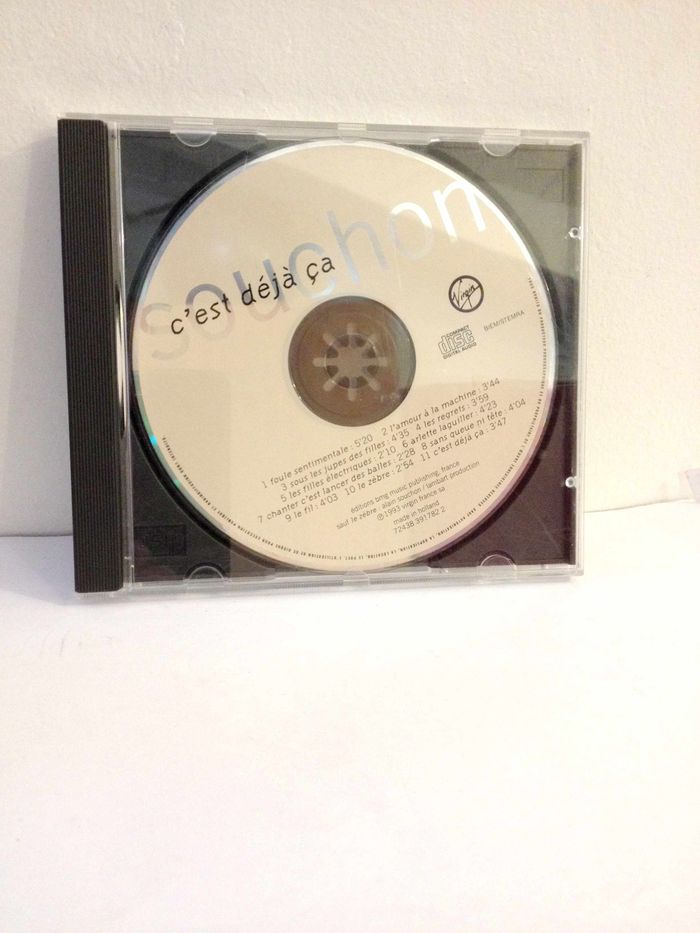 souchon
c'est déjà ça
Virgin
COMPACT
disc
DIGITAL AUDIO
BIEM/STEMRA
1 foule sentimentale : 5'20 2 l'amour à la machine : 3'44
3 sous les jupes des filles : 4'35 4 les regrets : 3'59
5 les filles électriques : 2'10 6 arlette laguiller : 4'23
7 chanter c'est lancer des balles : 2'28 8 sans queue ni tête : 4'04
9 le fil : 4'03 10 le zèbre : 2'54 11 c'est déjà ça : 3'47
éditions bmg music publishing, france
sauf le zèbre : alain souchon / iambart production
℗ 1993 virgin france sa
made in holland
72438 391782 2